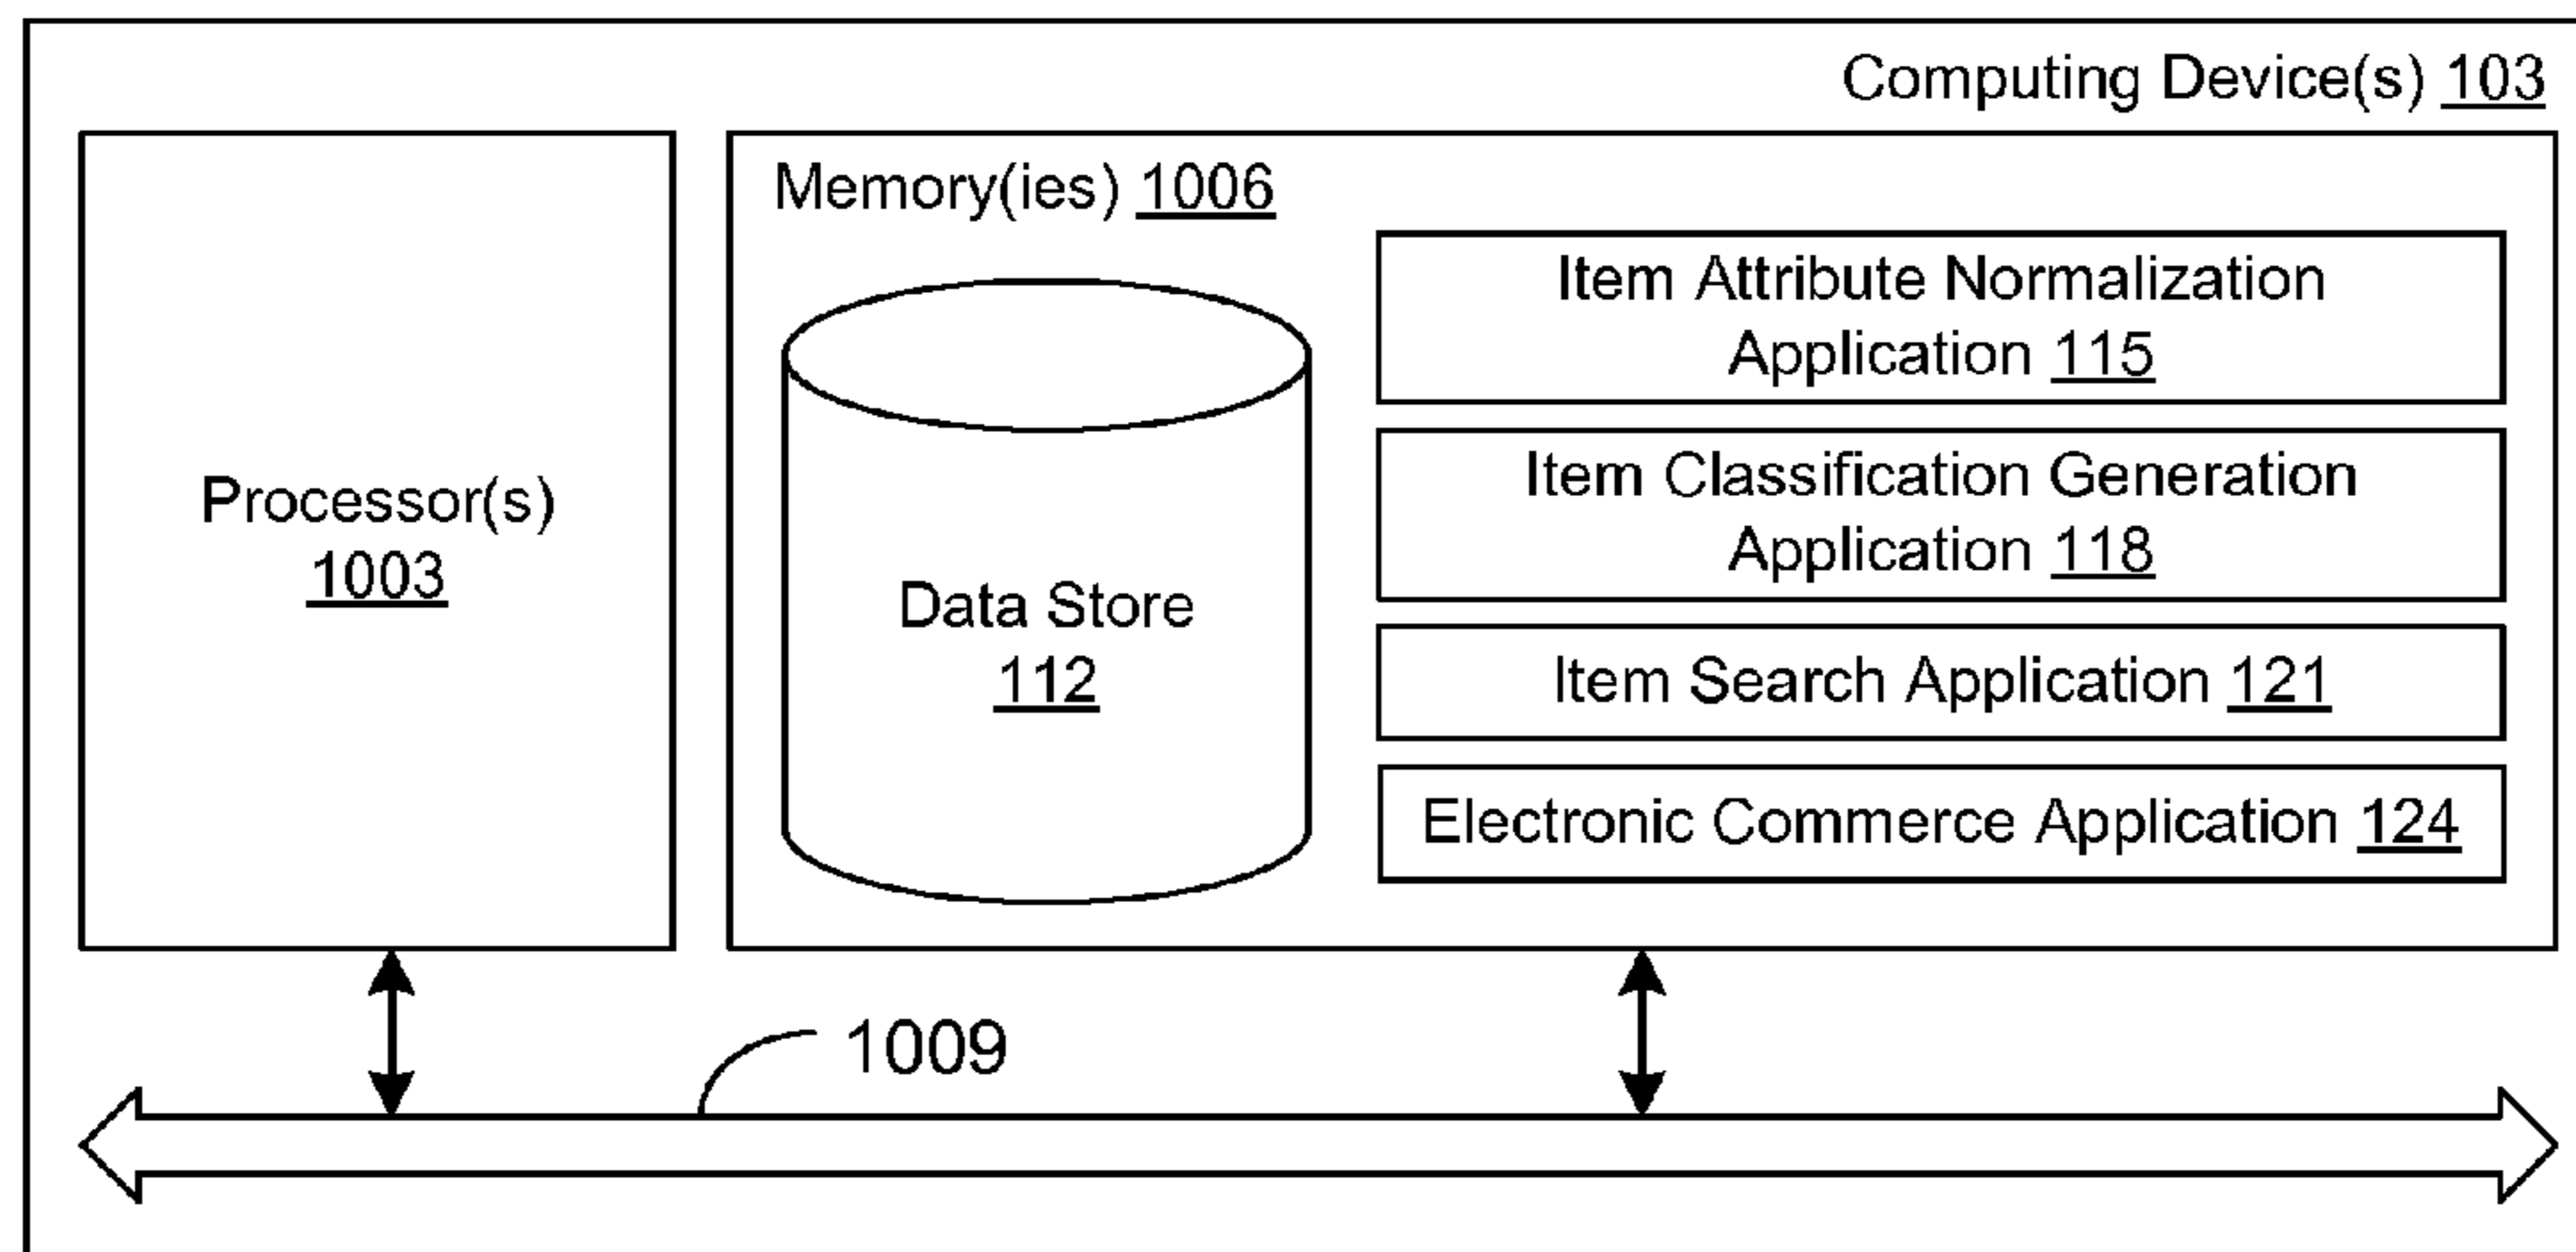 Computing Device(s) 103
Processor(s)
1003
Memory(ies) 1006
Data Store
112
Item Attribute Normalization
Application 115
Item Classification Generation
Application 118
Item Search Application 121
Electronic Commerce Application 124
1009